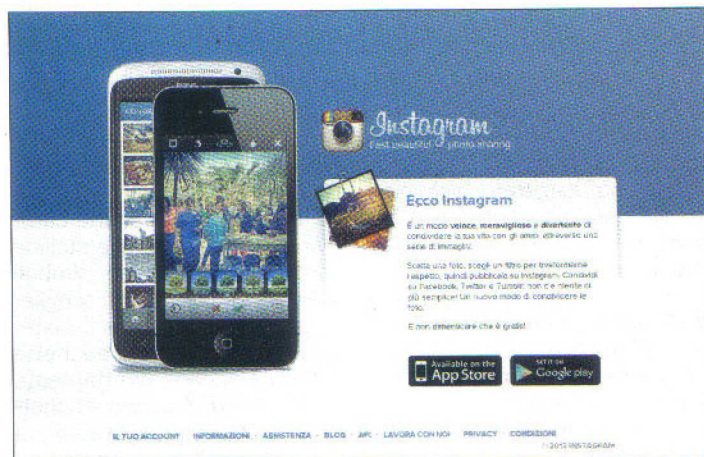 Instagram
Fast beautiful photo sharing
Ecco Instagram
È un modo veloce, meraviglioso e divertente di
condividere la tua vita con gli amici attraverso una
serie di immagini.
Scatta una foto, scegli un filtro per trasformarne
l'aspetto, quindi pubblicala su Instagram. Condividi
su Facebook, Twitter e Tumblr: non c'è niente di
più semplice! Un nuovo modo di condividere le
foto.
E non dimenticare che è gratis!
Available on the
App Store
GET IT ON
Google play
IL TUO ACCOUNT INFORMAZIONI ASSISTENZA BLOG API LAVORA CON NOI PRIVACY CONDIZIONI
INSTAGRAM